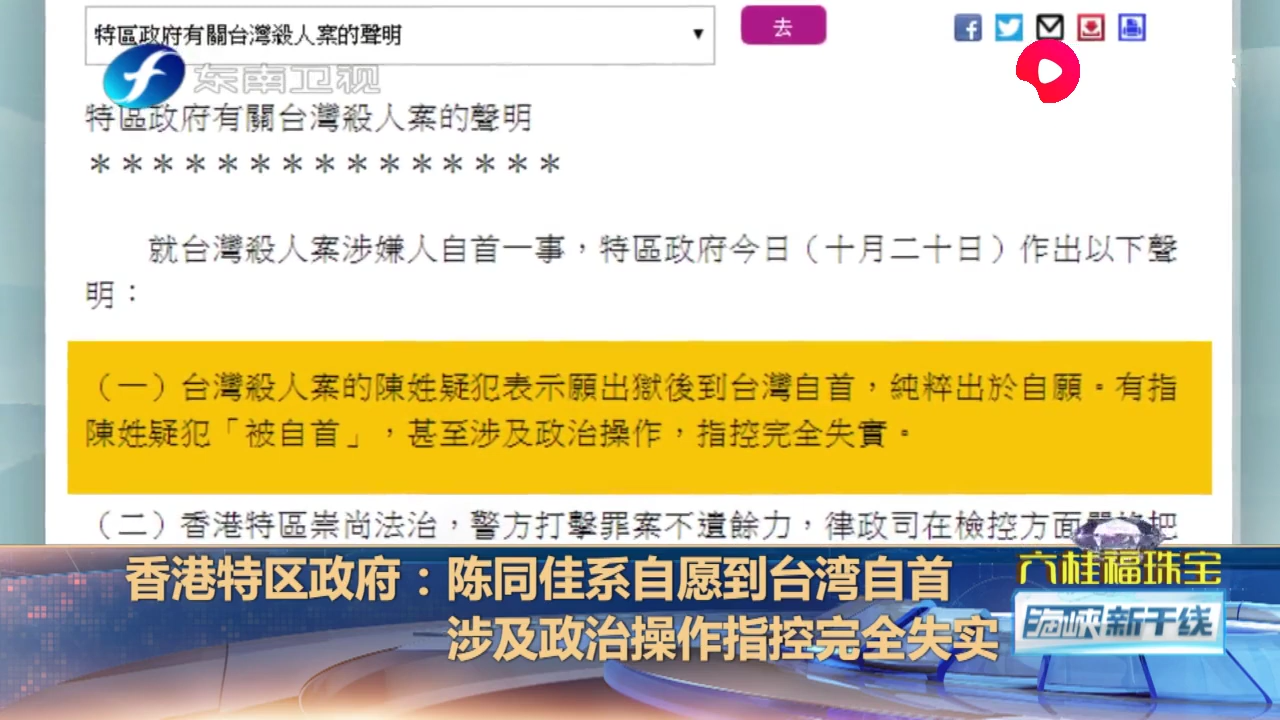 特區政府有關台灣殺人案的聲明
去
东南卫视
特區政府有關台灣殺人案的聲明
＊＊＊＊＊＊＊＊＊＊＊＊＊＊＊
就台灣殺人案涉嫌人自首一事，特區政府今日（十月二十日）作出以下聲
明：
（一）台灣殺人案的陳姓疑犯表示願出獄後到台灣自首，純粹出於自願。有指
陳姓疑犯「被自首」，甚至涉及政治操作，指控完全失實。
（二）香港特區崇尚法治，警方打擊罪案不遺餘力，律政司在檢控方面嚴格把
香港特区政府：陈同佳系自愿到台湾自首
涉及政治操作指控完全失实
六桂福珠宝
海峡新干线